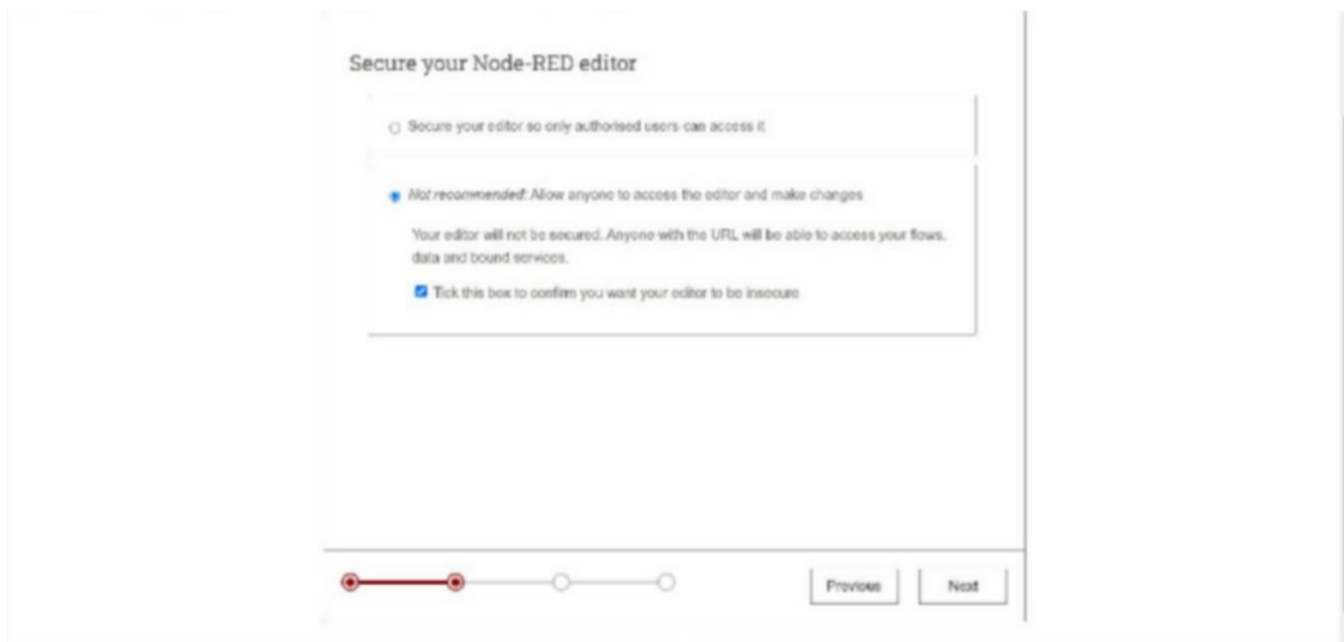 Secure your Node-RED editor
Secure your editor so only authorised users can access it
Not recommended: Allow anyone to access the editor and make changes
Your editor will not be secured. Anyone with the URL will be able to access your flows,
data and bound services.
Tick this box to confirm you want your editor to be insecure
Previous
Next